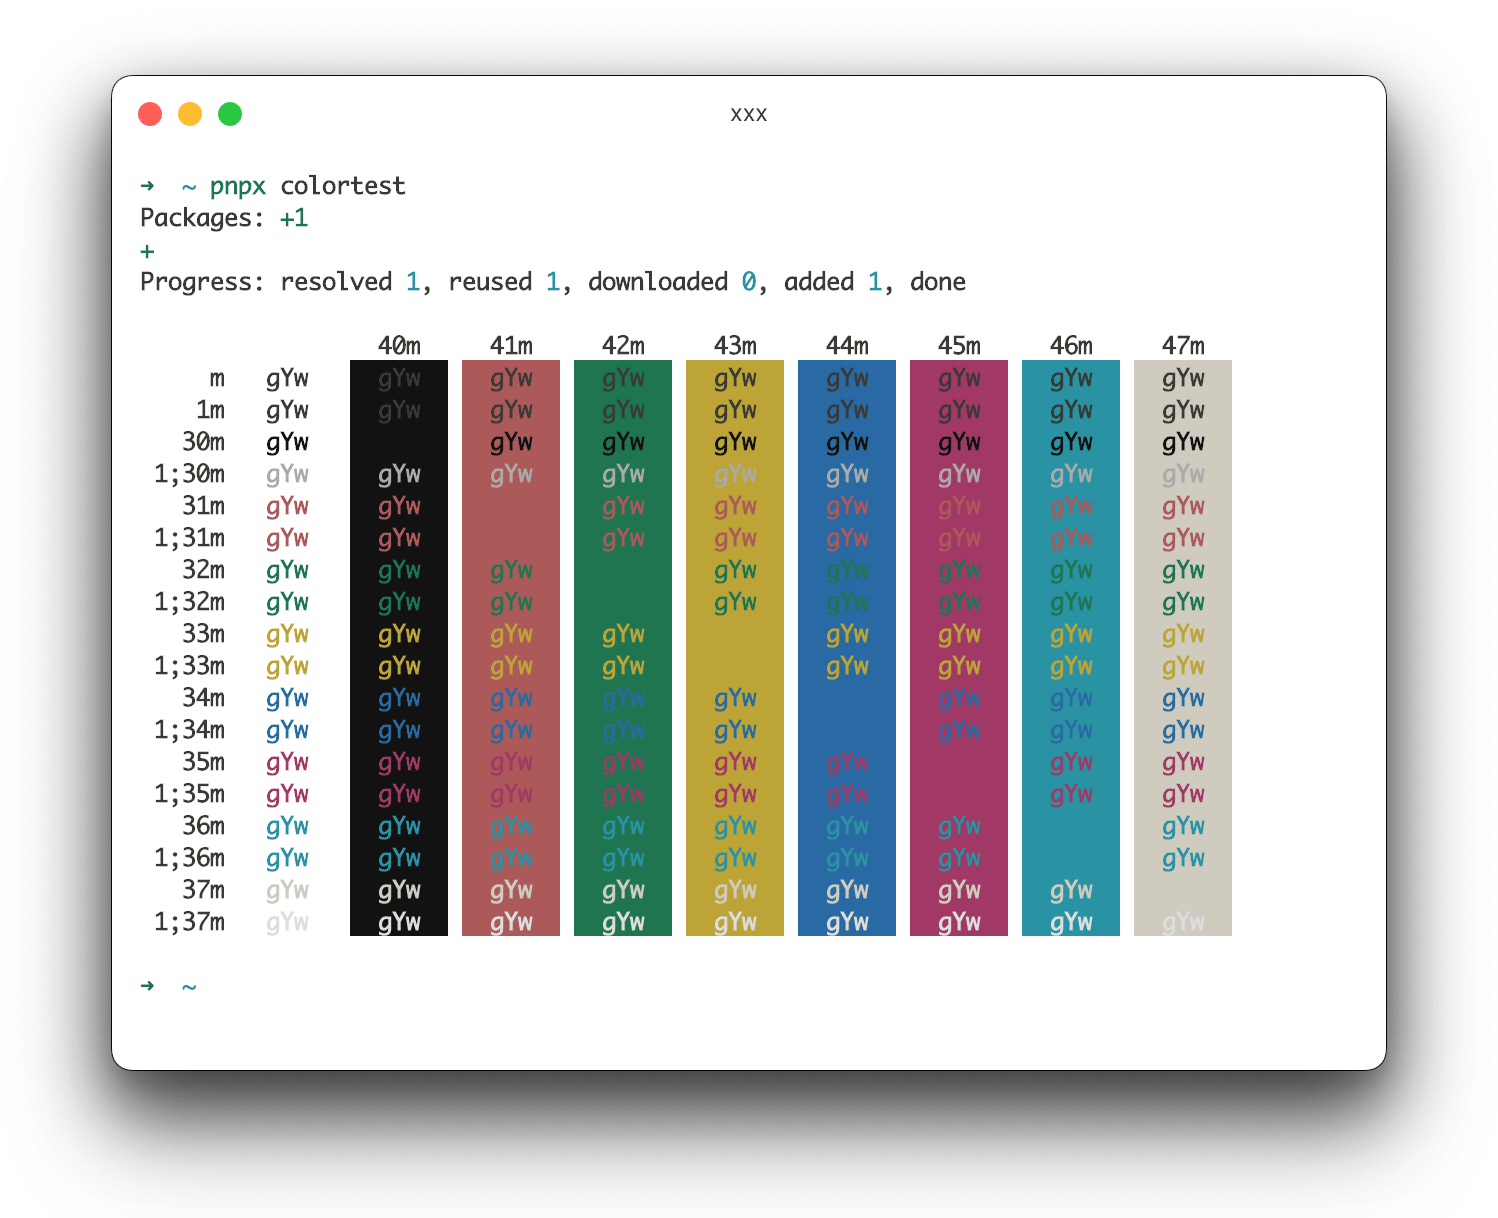 xxx
➜  ~ pnpx colortest
Packages: +1
+
Progress: resolved 1, reused 1, downloaded 0, added 1, done
40m 41m 42m 43m 44m 45m 46m 47m
m gYw gYw gYw gYw gYw gYw gYw gYw gYw
1m gYw gYw gYw gYw gYw gYw gYw gYw gYw
30m gYw gYw gYw gYw gYw gYw gYw gYw
1;30m gYw gYw gYw gYw gYw gYw gYw gYw gYw
31m gYw gYw gYw gYw gYw gYw gYw gYw
1;31m gYw gYw gYw gYw gYw gYw gYw gYw
32m gYw gYw gYw gYw gYw gYw gYw gYw
1;32m gYw gYw gYw gYw gYw gYw gYw gYw
33m gYw gYw gYw gYw gYw gYw gYw gYw
1;33m gYw gYw gYw gYw gYw gYw gYw gYw
34m gYw gYw gYw gYw gYw gYw gYw gYw
1;34m gYw gYw gYw gYw gYw gYw gYw gYw
35m gYw gYw gYw gYw gYw gYw gYw gYw
1;35m gYw gYw gYw gYw gYw gYw gYw gYw
36m gYw gYw gYw gYw gYw gYw gYw gYw
1;36m gYw gYw gYw gYw gYw gYw gYw gYw
37m gYw gYw gYw gYw gYw gYw gYw gYw
1;37m gYw gYw gYw gYw gYw gYw gYw gYw gYw
➜  ~